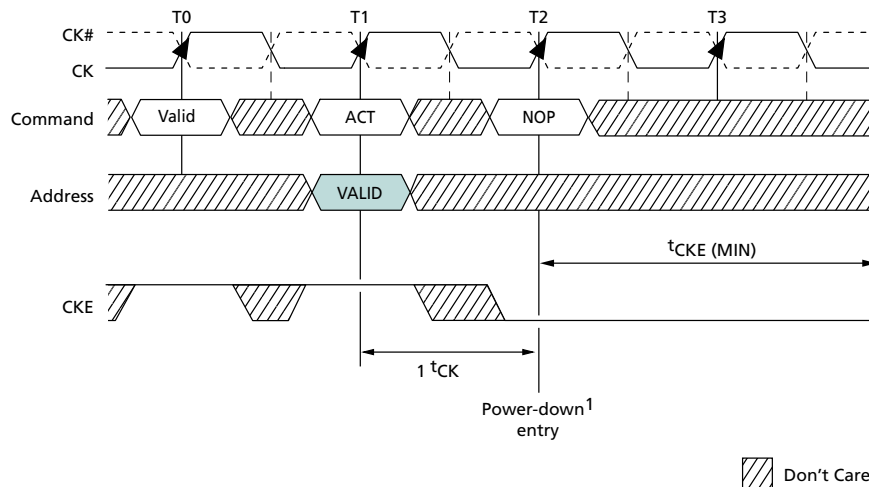 T0 T1 T2 T3
CK#
CK
Command Valid ACT NOP
Address VALID
tCKE (MIN)
CKE
1 tCK
Power-down1
entry
Don't Care